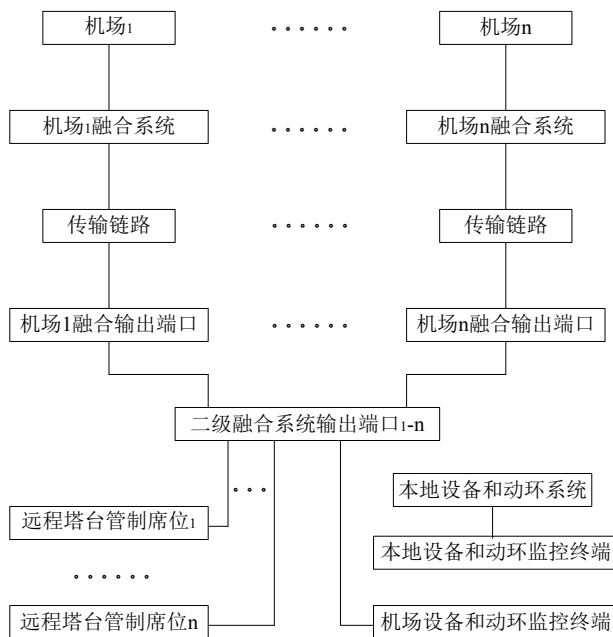 机场1 ······ 机场n
机场1融合系统 ······ 机场n融合系统
传输链路 ······ 传输链路
机场1融合输出端口 ······ 机场n融合输出端口
二级融合系统输出端口1-n
···
本地设备和动环系统
远程塔台管制席位1
本地设备和动环监控终端
······
远程塔台管制席位n 机场设备和动环监控终端